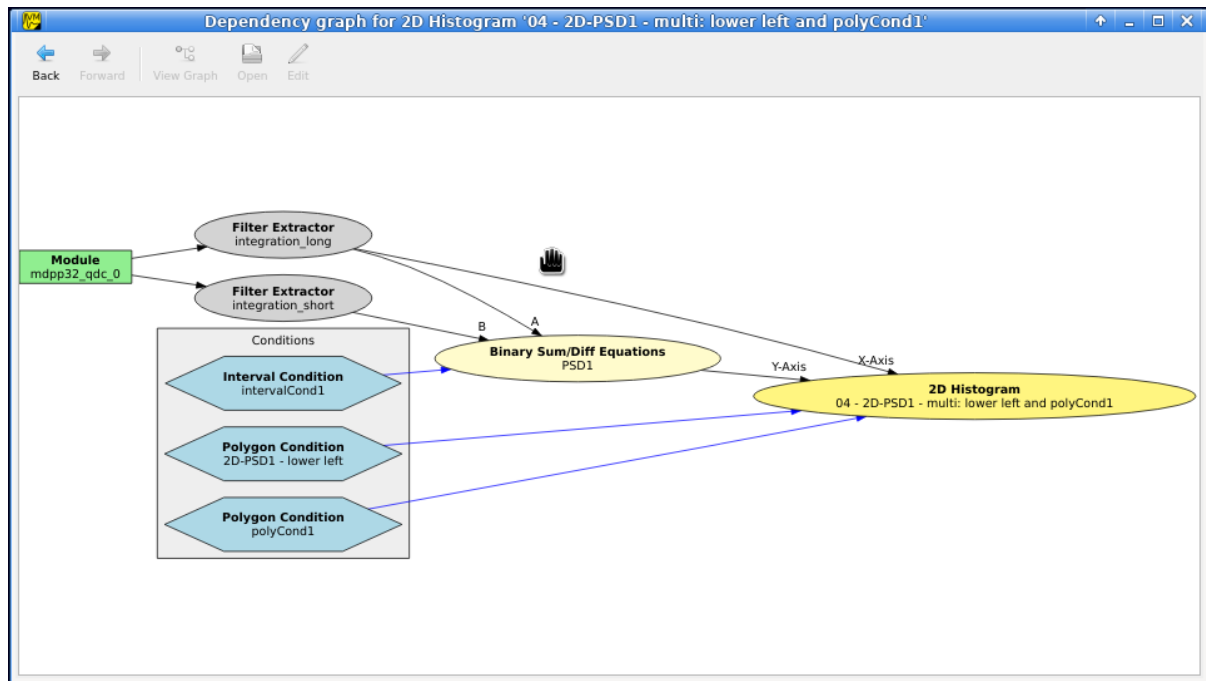 Dependency graph for 2D Histogram '04 - 2D-PSD1 - multi: lower left and polyCond1'
Back
Forward
View Graph
Open
Edit
Filter Extractor
integration_long
Module
mdpp32_qdc_0
Filter Extractor
integration_short
B
A
Conditions
Binary Sum/Diff Equations
PSD1
Y-Axis
X-Axis
Interval Condition
intervalCond1
2D Histogram
04 - 2D-PSD1 - multi: lower left and polyCond1
Polygon Condition
2D-PSD1 - lower left
Polygon Condition
polyCond1